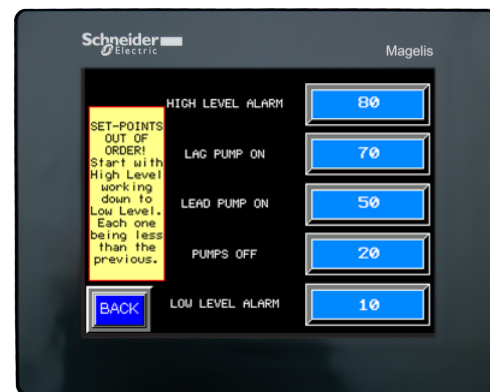 Schneider
Electric
Magelis
HIGH LEVEL ALARM
80
SET-POINTS
OUT OF
ORDER!
Start with
High Level
working
down to
Low Level.
Each one
being less
than the
previous.
LAG PUMP ON
70
LEAD PUMP ON
50
PUMPS OFF
20
BACK
LOW LEVEL ALARM
10